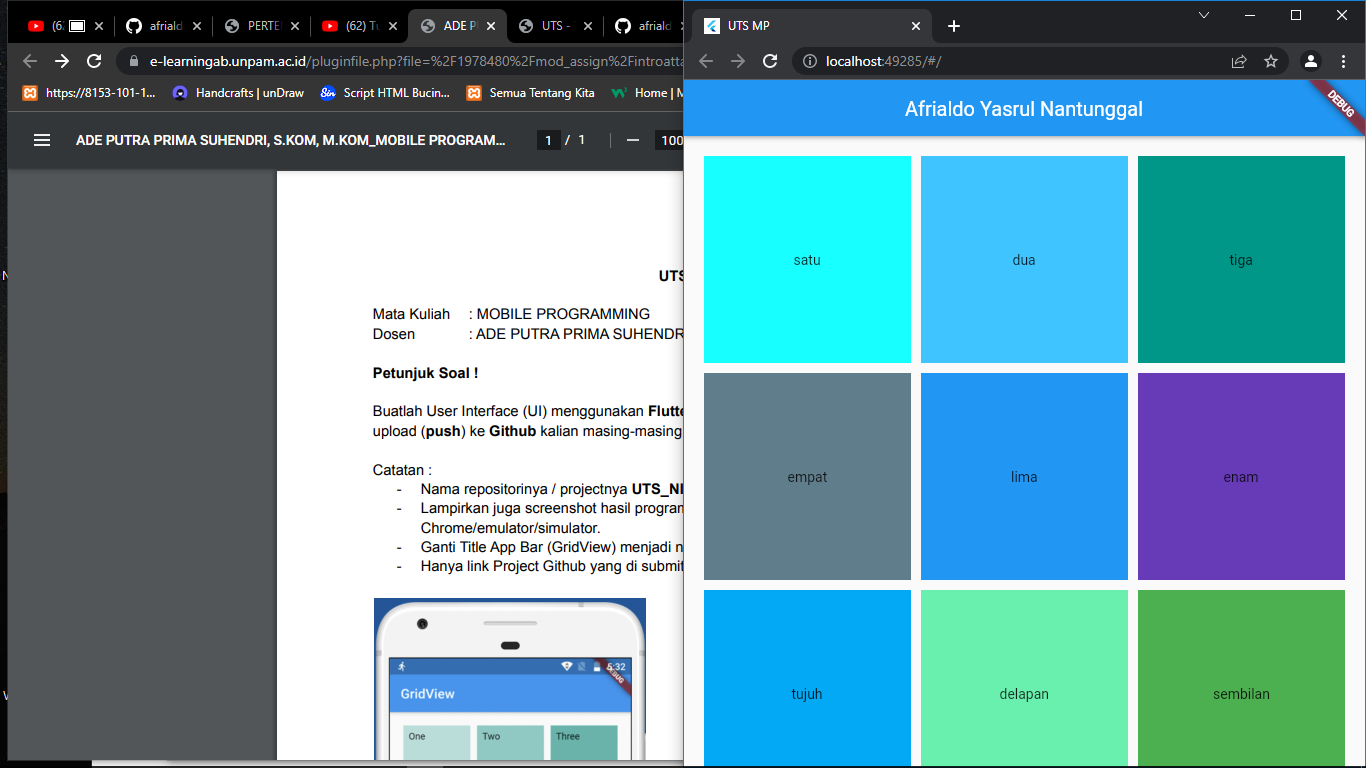 (62
afriald
PERTE
(62) Tu
ADE P
UTS -
afriald
e-learningab.unpam.ac.id/pluginfile.php?file=%2F1978480%2Fmod_assign%2Fintroatta
https://8153-101-1...
Handcrafts | unDraw
Script HTML Bucin...
Semua Tentang Kita
Home | M
ADE PUTRA PRIMA SUHENDRI, S.KOM, M.KOM_MOBILE PROGRAM...
1 / 1
100
UTS
Mata Kuliah : MOBILE PROGRAMMING
Dosen : ADE PUTRA PRIMA SUHENDR
Petunjuk Soal !
Buatlah User Interface (UI) menggunakan Flutte
upload (push) ke Github kalian masing-masing
Catatan :
- Nama repositorinya / projectnya UTS_NI
- Lampirkan juga screenshot hasil program
Chrome/emulator/simulator.
- Ganti Title App Bar (GridView) menjadi n
- Hanya link Project Github yang di submit
5:32
DEBUG
GridView
One
Two
Three
UTS MP
localhost:49285/#/
Afrialdo Yasrul Nantunggal
DEBUG
satu
dua
tiga
empat
lima
enam
tujuh
delapan
sembilan